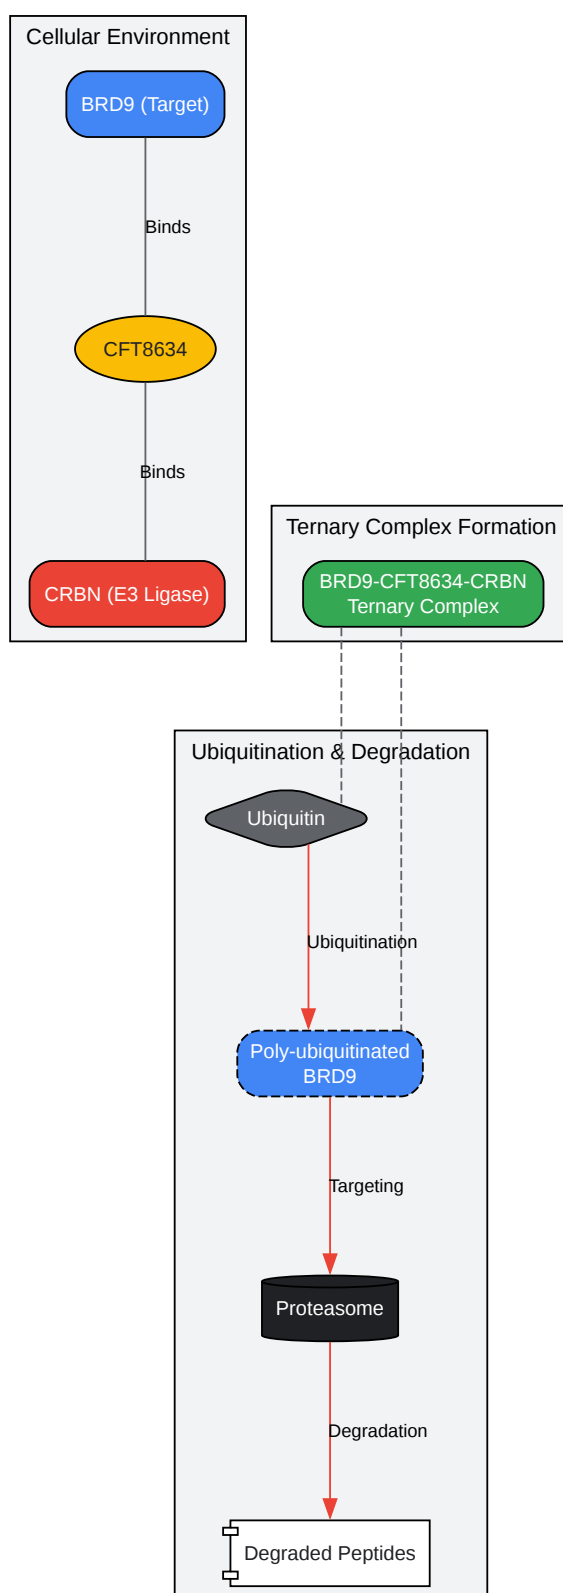 Cellular Environment
BRD9 (Target)
Binds
CFT8634
Binds
CRBN (E3 Ligase)
Ternary Complex Formation
BRD9-CFT8634-CRBN
Ternary Complex
Ubiquitination & Degradation
Ubiquitin
Ubiquitination
Poly-ubiquitinated
BRD9
Targeting
Proteasome
Degradation
Degraded Peptides